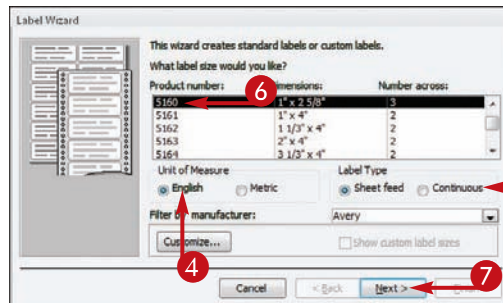 Label Wizard
This wizard creates standard labels or custom labels.
What label size would you like?
Product number: Dimensions: Number across:
5160 1" x 2 5/8" 3
5161 1" x 4" 2
5162 1 1/3" x 4" 2
5163 2" x 4" 2
5164 3 1/3" x 4" 2
6
Unit of Measure Label Type
English Metric Sheet feed Continuous
Filter by manufacturer: Avery
Customize... Show custom label sizes
4
7
Cancel < Back Next >